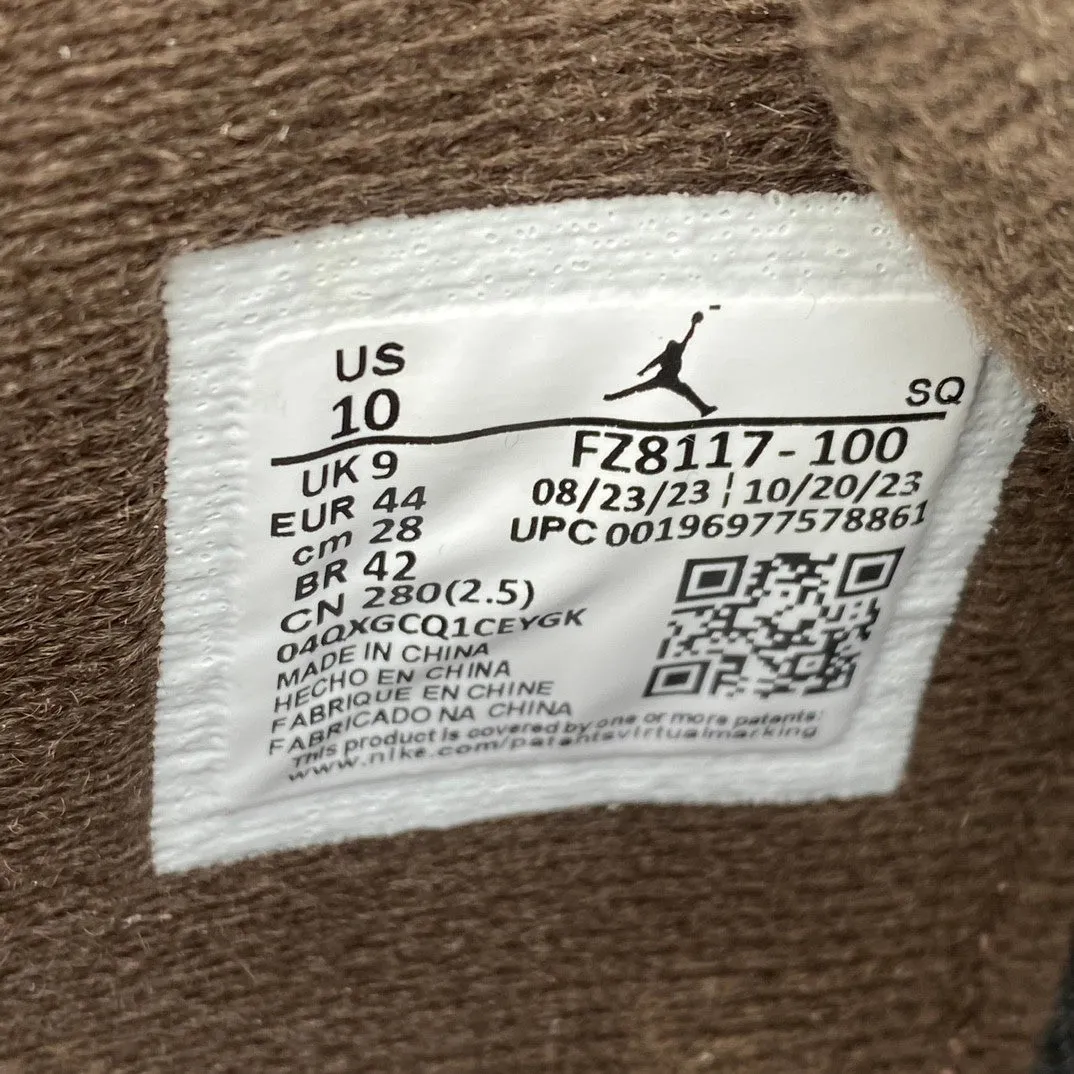 US
10
SQ
UK 9
EUR 44
cm 28
BR 42
CN 280(2.5)
04QXGCQ1CEYGK
MADE IN CHINA
HECHO EN CHINA
FABRIQUE EN CHINE
FABRICADO NA CHINA
This product is covered by one or more patents:
www.nike.com/patentsvirtualmarking
FZ8117-100
08/23/23 ¦ 10/20/23
UPC 00196977578861